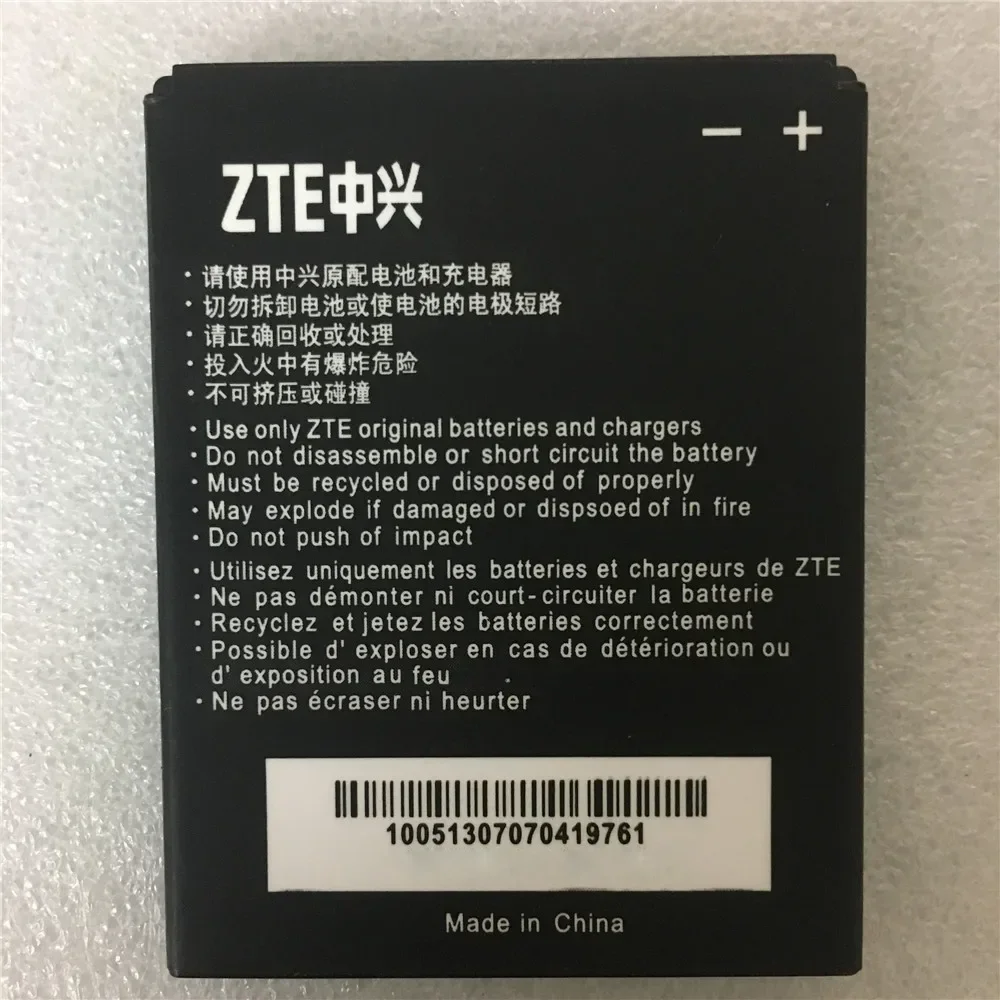 − +
ZTE中兴
· 请使用中兴原配电池和充电器
· 切勿拆卸电池或使电池的电极短路
· 请正确回收或处理
· 投入火中有爆炸危险
· 不可挤压或碰撞
· Use only ZTE original batteries and chargers
· Do not disassemble or short circuit the battery
· Must be recycled or disposed of properly
· May explode if damaged or dispsoed of in fire
· Do not push of impact
· Utilisez uniquement les batteries et chargeurs de ZTE
· Ne pas démonter ni court-circuiter la batterie
· Recyclez et jetez les batteries correctement
· Possible d' exploser en cas de détérioration ou
d' exposition au feu
· Ne pas écraser ni heurter
10051307070419761
Made in China